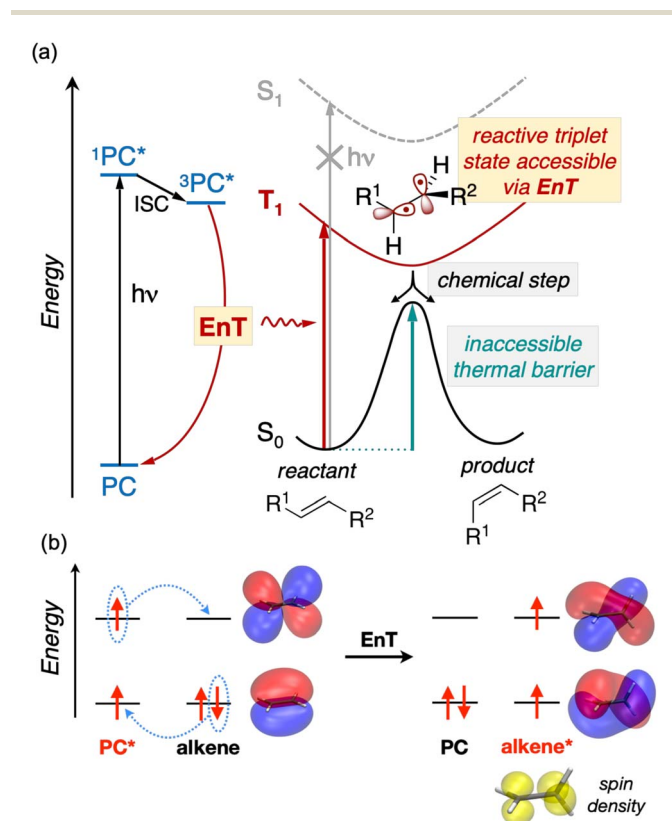 (a)
Energy
¹PC*
ISC
³PC*
hν
EnT
PC
S₁
hν
T₁
S₀
R¹
H
H
R²
reactive triplet
state accessible
via EnT
chemical step
inaccessible
thermal barrier
reactant
product
R¹
R²
R²
R¹
(b)
Energy
EnT
PC*
alkene
PC
alkene*
spin
density